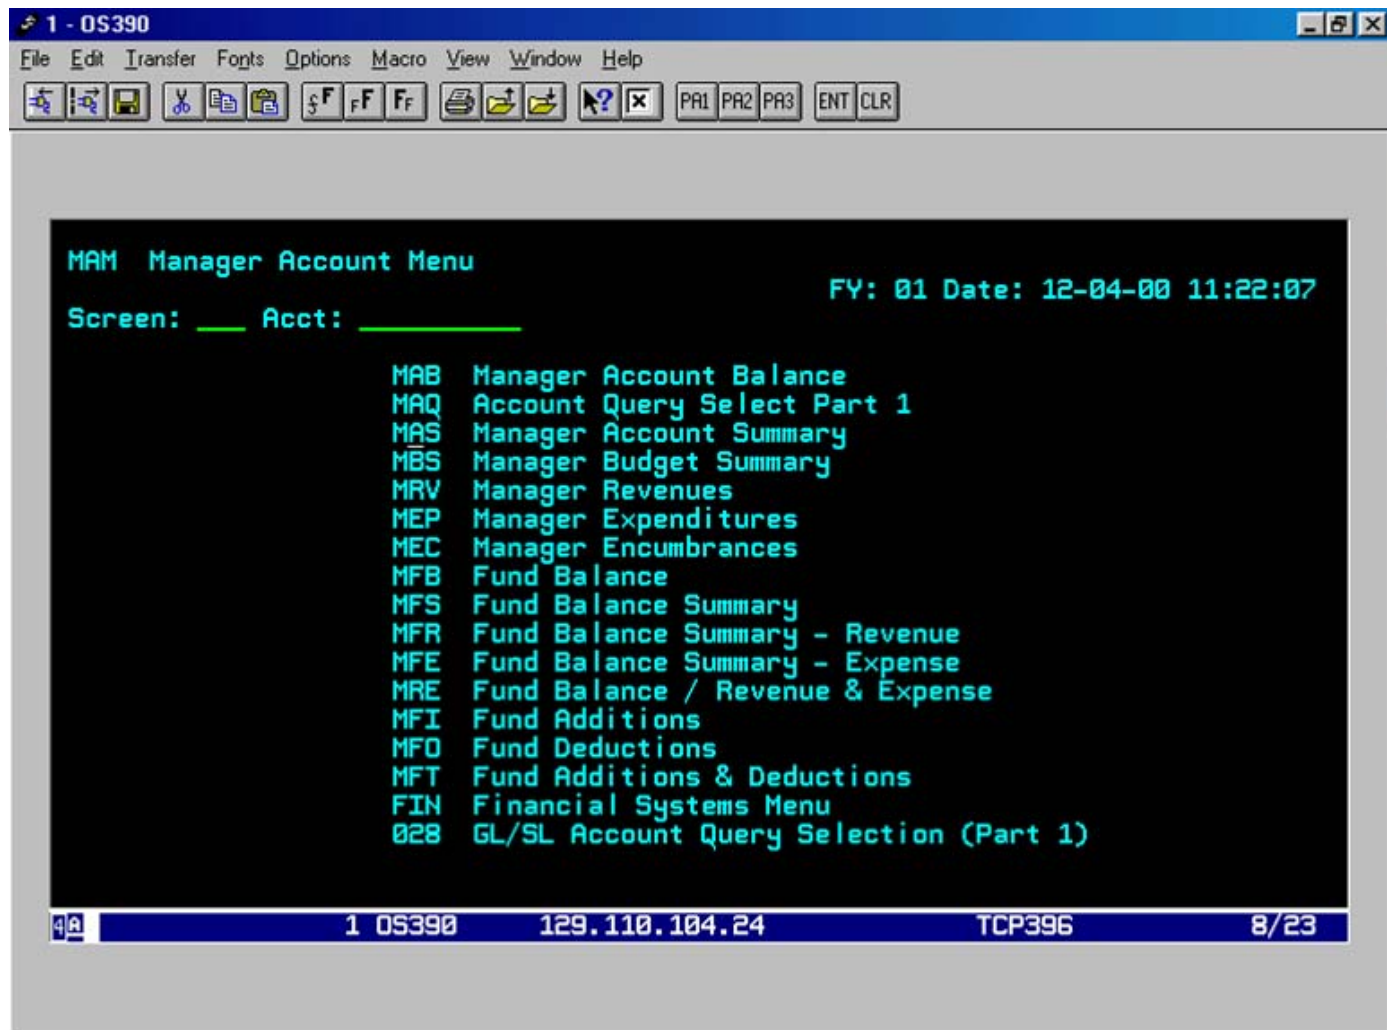 1 - OS390
File Edit Transfer Fonts Options Macro View Window Help
PA1 PA2 PA3 ENT CLR
MAM Manager Account Menu
FY: 01 Date: 12-04-00 11:22:07
Screen: ___ Acct: __________
MAB Manager Account Balance
MAQ Account Query Select Part 1
MAS Manager Account Summary
MBS Manager Budget Summary
MRV Manager Revenues
MEP Manager Expenditures
MEC Manager Encumbrances
MFB Fund Balance
MFS Fund Balance Summary
MFR Fund Balance Summary - Revenue
MFE Fund Balance Summary - Expense
MRE Fund Balance / Revenue & Expense
MFI Fund Additions
MFO Fund Deductions
MFT Fund Additions & Deductions
FIN Financial Systems Menu
028 GL/SL Account Query Selection (Part 1)
4A 1 OS390 129.110.104.24 TCP396 8/23